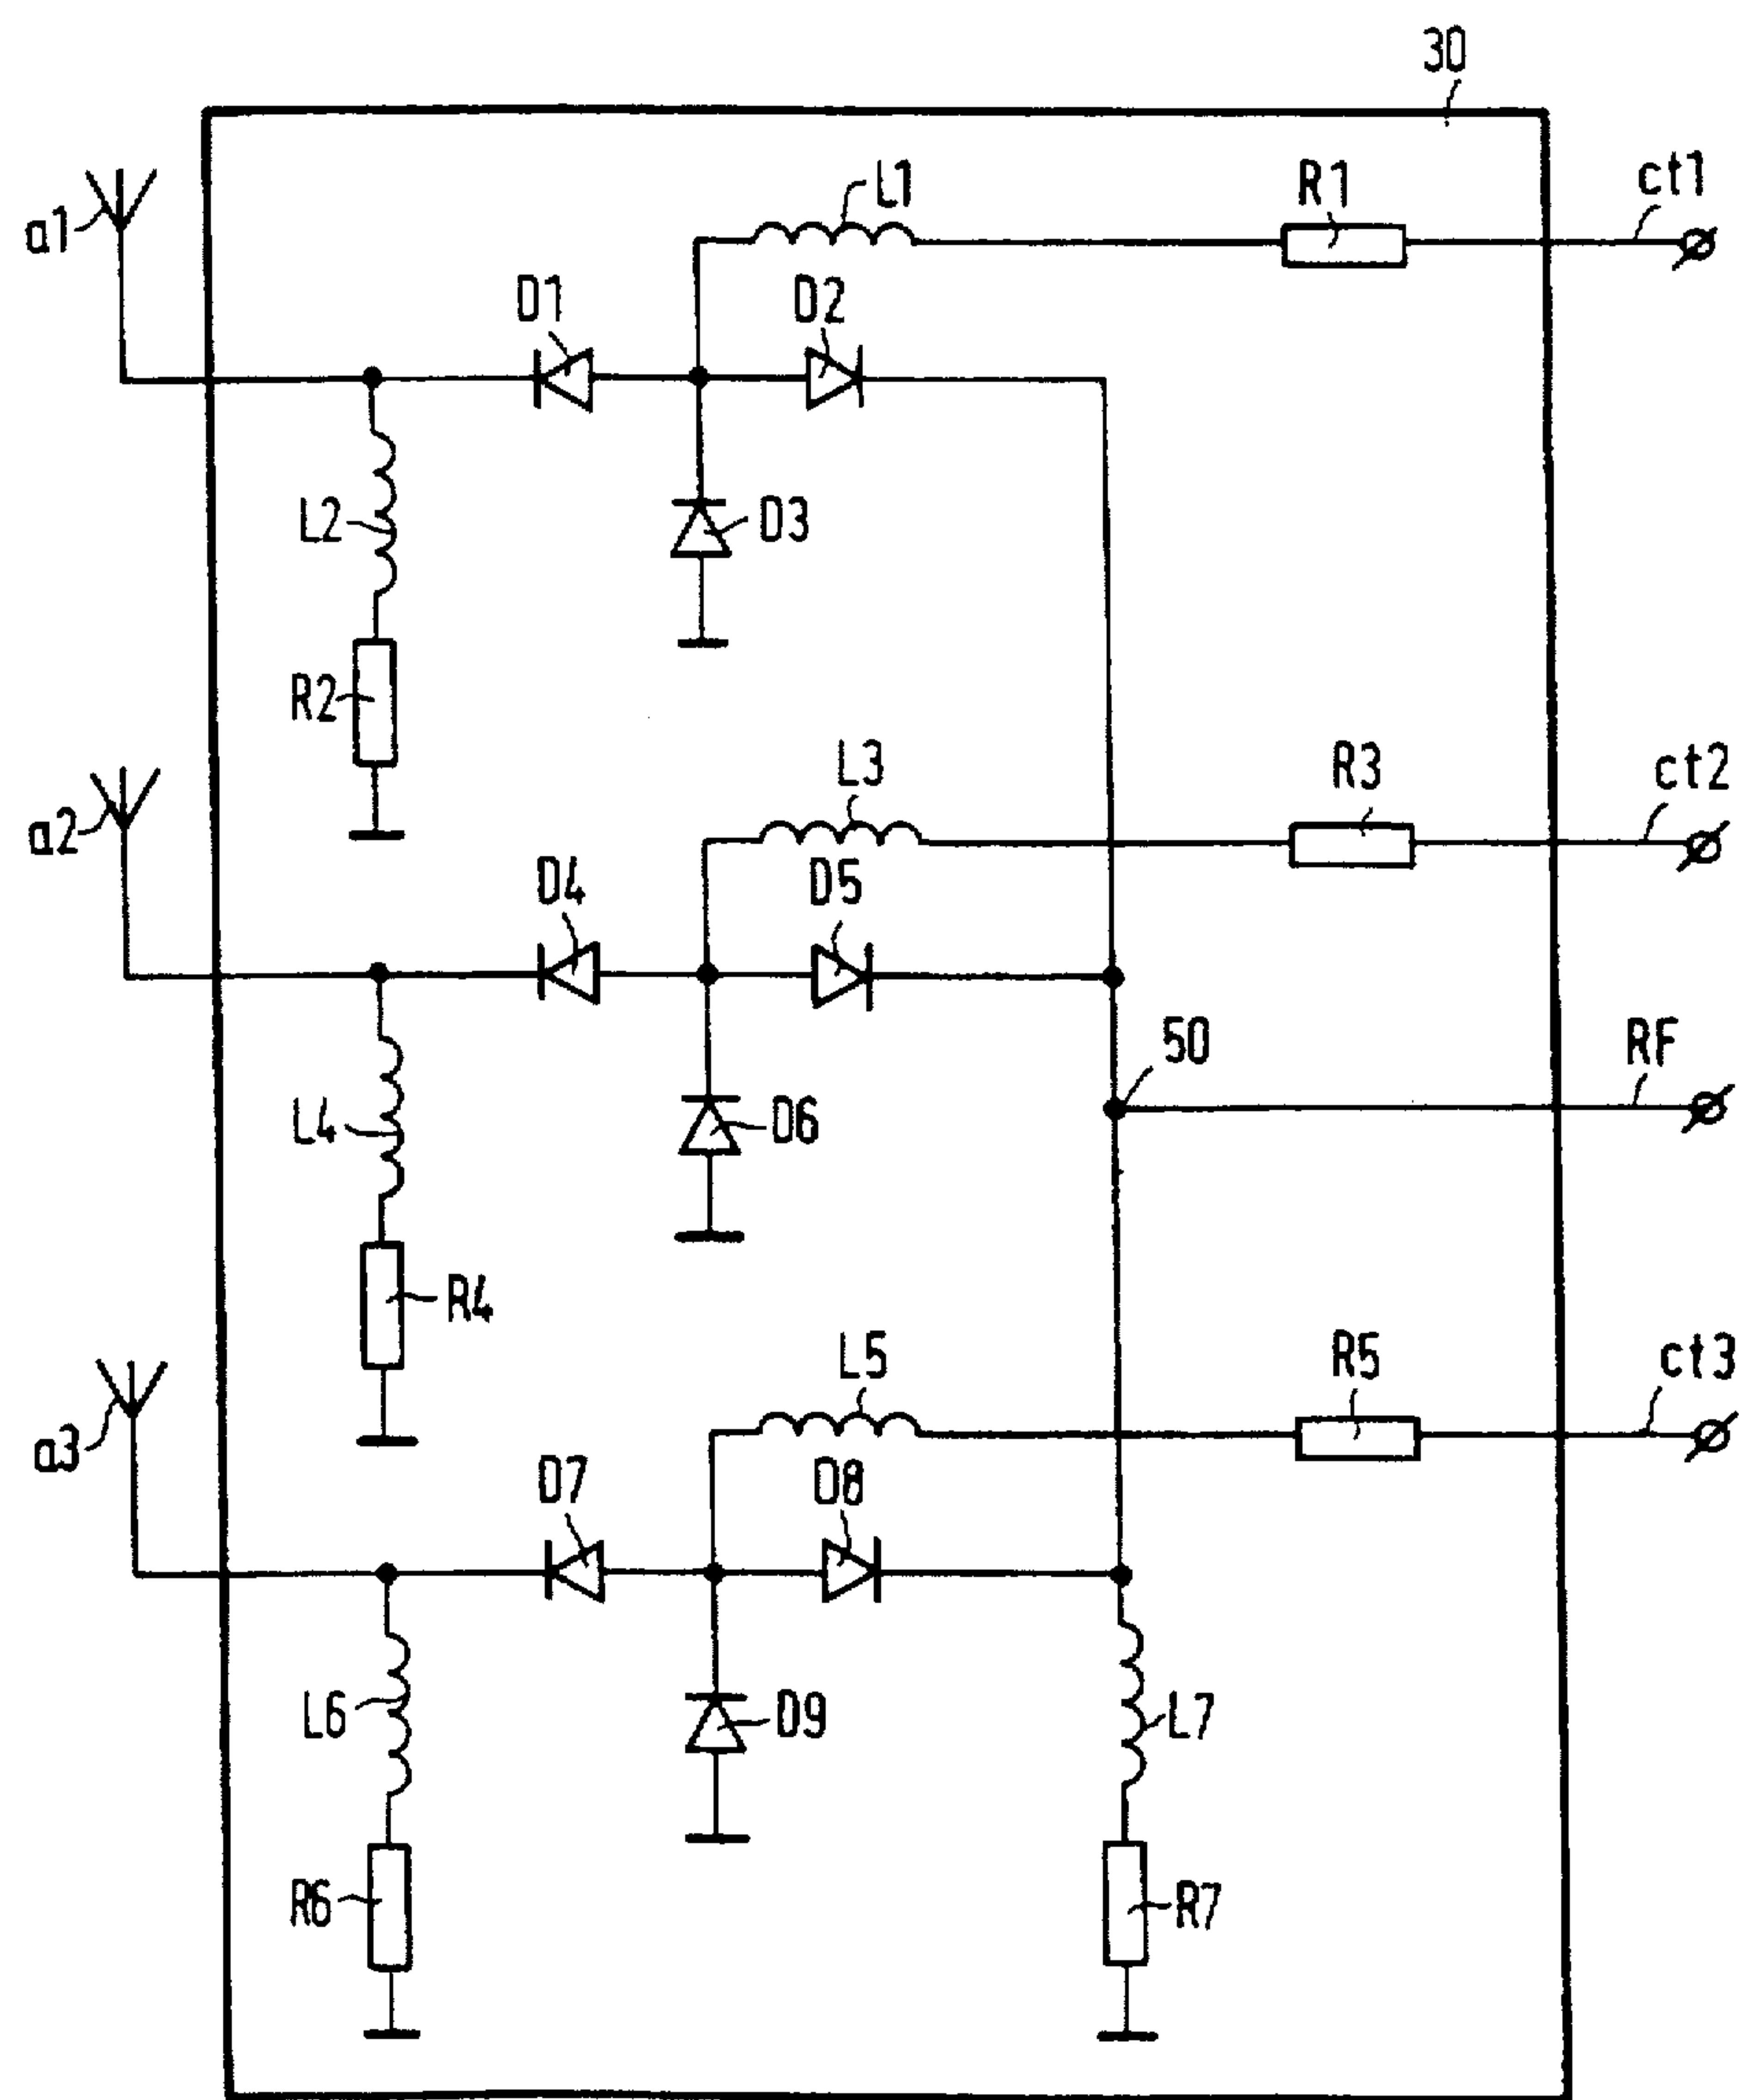 30
a1
L1
R1
ct1
D1
D2
L2
D3
R2
a2
L3
R3
ct2
D4
D5
50
RF
L4
D6
R4
a3
L5
R5
ct3
D7
D8
L6
D9
L7
R6
R7